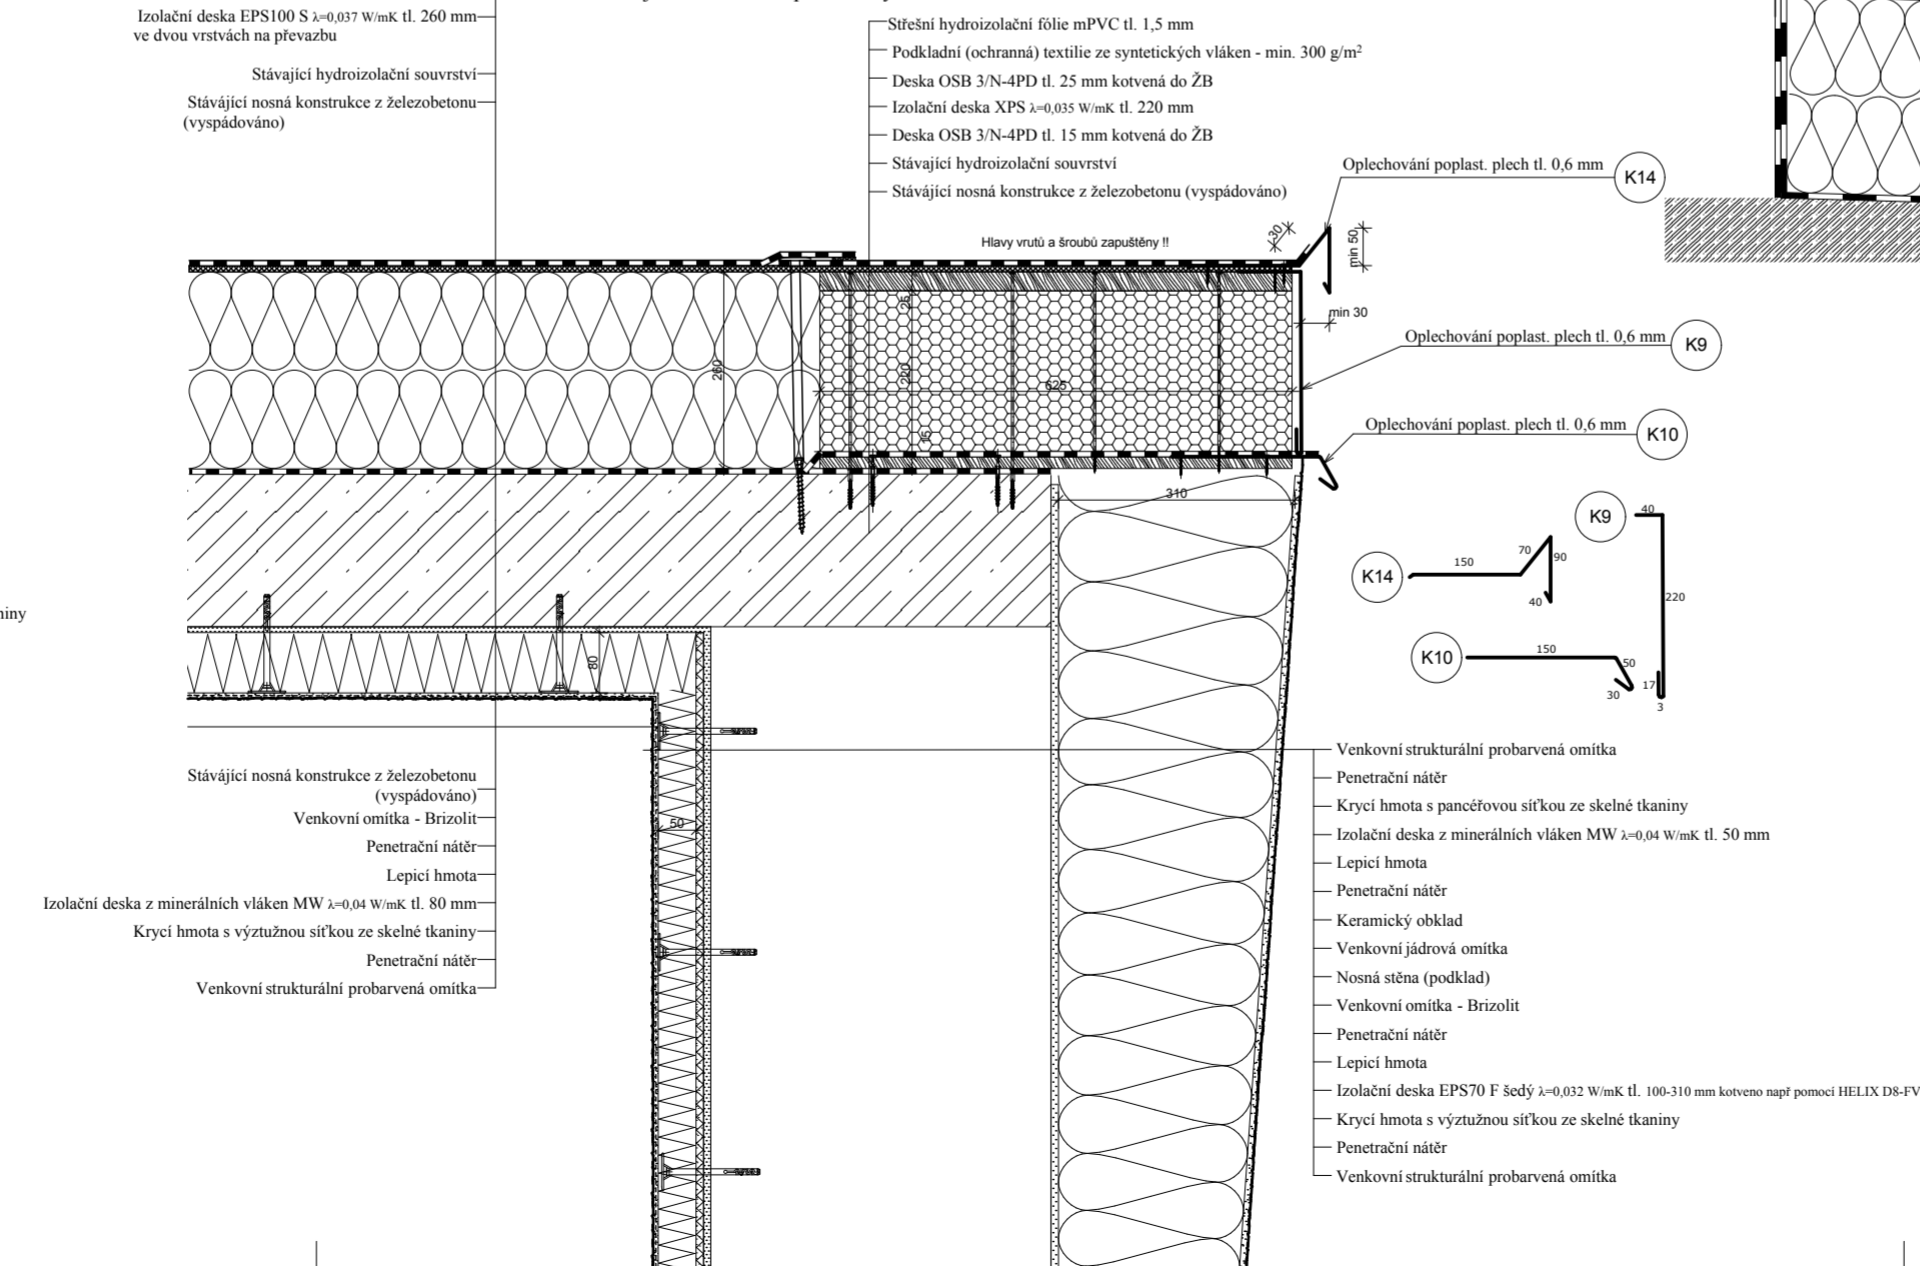 Izolační deska EPS100 S λ=0,037 W/mK tl. 260 mm
ve dvou vrstvách na převazbu
Stávající hydroizolační souvrství
Stávájící nosná konstrukce z železobetonu
(vyspádováno)
Střešní hydroizolační fólie mPVC tl. 1,5 mm
Podkladní (ochranná) textilie ze syntetických vláken - min. 300 g/m²
Deska OSB 3/N-4PD tl. 25 mm kotvená do ŽB
Izolační deska XPS λ=0,035 W/mK tl. 220 mm
Deska OSB 3/N-4PD tl. 15 mm kotvená do ŽB
Stávající hydroizolační souvrství
Stávájící nosná konstrukce z železobetonu (vyspádováno)
Oplechování poplast. plech tl. 0,6 mm
K14
Hlavy vrutů a šroubů zapuštěny !!
30
min 50
min 30
Oplechování poplast. plech tl. 0,6 mm
K9
Oplechování poplast. plech tl. 0,6 mm
K10
260
25
220
15
625
310
80
50
K9
40
220
17
3
K14
150
70
90
40
K10
150
50
30
niny
Stávájící nosná konstrukce z železobetonu
(vyspádováno)
Venkovní omítka - Brizolit
Penetrační nátěr
Lepicí hmota
Izolační deska z minerálních vláken MW λ=0,04 W/mK tl. 80 mm
Krycí hmota s výztužnou síťkou ze skelné tkaniny
Penetrační nátěr
Venkovní strukturální probarvená omítka
Venkovní strukturální probarvená omítka
Penetrační nátěr
Krycí hmota s pancéřovou síťkou ze skelné tkaniny
Izolační deska z minerálních vláken MW λ=0,04 W/mK tl. 50 mm
Lepicí hmota
Penetrační nátěr
Keramický obklad
Venkovní jádrová omítka
Nosná stěna (podklad)
Venkovní omítka - Brizolit
Penetrační nátěr
Lepicí hmota
Izolační deska EPS70 F šedý λ=0,032 W/mK tl. 100-310 mm kotveno např pomocí HELIX D8-FV
Krycí hmota s výztužnou síťkou ze skelné tkaniny
Penetrační nátěr
Venkovní strukturální probarvená omítka